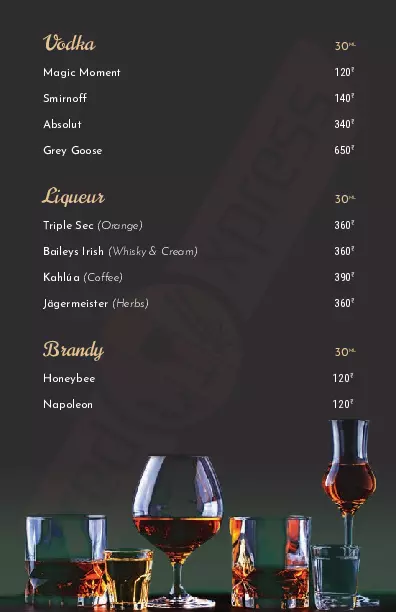 Vodka 30ML
Magic Moment 120₹
Smirnoff 140₹
Absolut 340₹
Grey Goose 650₹
Liqueur 30ML
Triple Sec (Orange) 360₹
Baileys Irish (Whisky & Cream) 360₹
Kahlúa (Coffee) 390₹
Jägermeister (Herbs) 360₹
Brandy 30ML
Honeybee 120₹
Napoleon 120₹